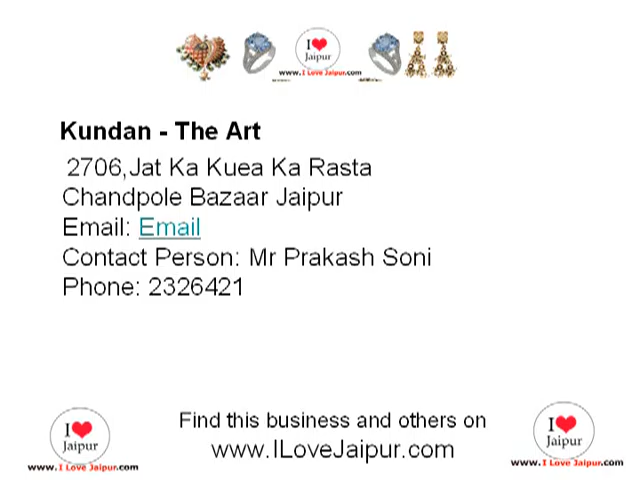 I ❤ Jaipur
www.I Love Jaipur.com
Kundan - The Art
2706,Jat Ka Kuea Ka Rasta
Chandpole Bazaar Jaipur
Email: Email
Contact Person: Mr Prakash Soni
Phone: 2326421
Find this business and others on
www.ILoveJaipur.com
I ❤ Jaipur
www.I Love Jaipur.com
I ❤ Jaipur
www.I Love Jaipur.com